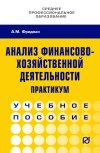 СРЕДНЕЕ
ПРОФЕССИОНАЛЬНОЕ
ОБРАЗОВАНИЕ
А.М. Фридман
АНАЛИЗ ФИНАНСОВО-
ХОЗЯЙСТВЕННОЙ
ДЕЯТЕЛЬНОСТИ
ПРАКТИКУМ
УЧЕБНОЕ
ПОСОБИЕ